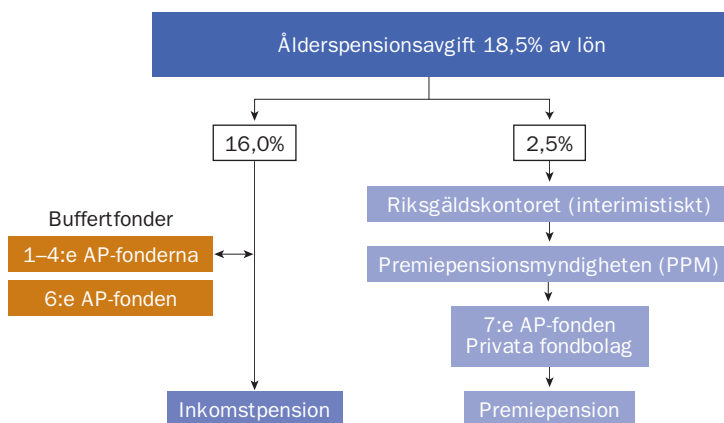 Ålderspensionsavgift 18,5% av lön
16,0%
2,5%
Riksgäldskontoret (interimistiskt)
Buffertfonder
1–4:e AP-fonderna
Premiepensionsmyndigheten (PPM)
6:e AP-fonden
7:e AP-fonden
Privata fondbolag
Inkomstpension
Premiepension